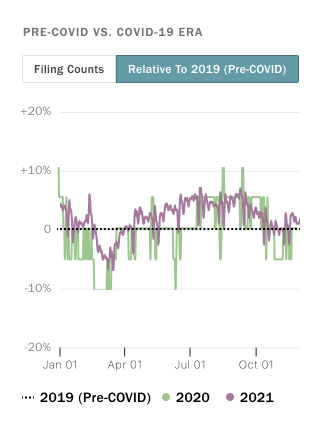 PRE-COVID VS. COVID-19 ERA
Filing Counts
Relative To 2019 (Pre-COVID)
+20%
+10%
0
-10%
-20%
Jan 01 Apr 01 Jul 01 Oct 01
2019 (Pre-COVID) 2020 2021